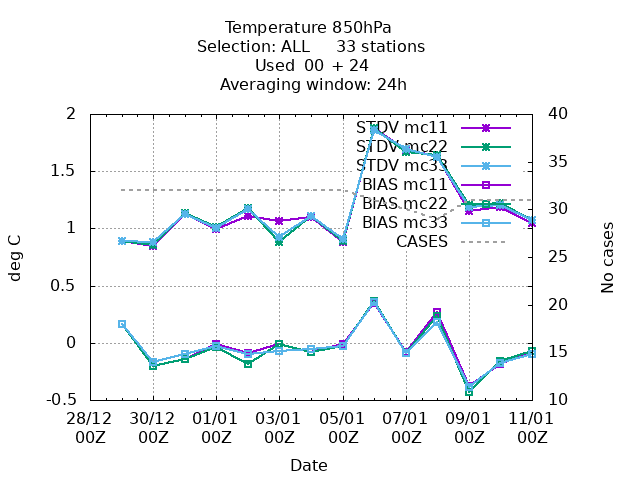 Temperature 850hPa
Selection: ALL 33 stations
Used 00 + 24
Averaging window: 24h
deg C
No cases
2
1.5
1
0.5
0
-0.5
40
35
30
25
20
15
10
STDV mc11
STDV mc22
STDV mc33
BIAS mc11
BIAS mc22
BIAS mc33
CASES
28/12 30/12 01/01 03/01 05/01 07/01 09/01 11/01
00Z 00Z 00Z 00Z 00Z 00Z 00Z 00Z
Date